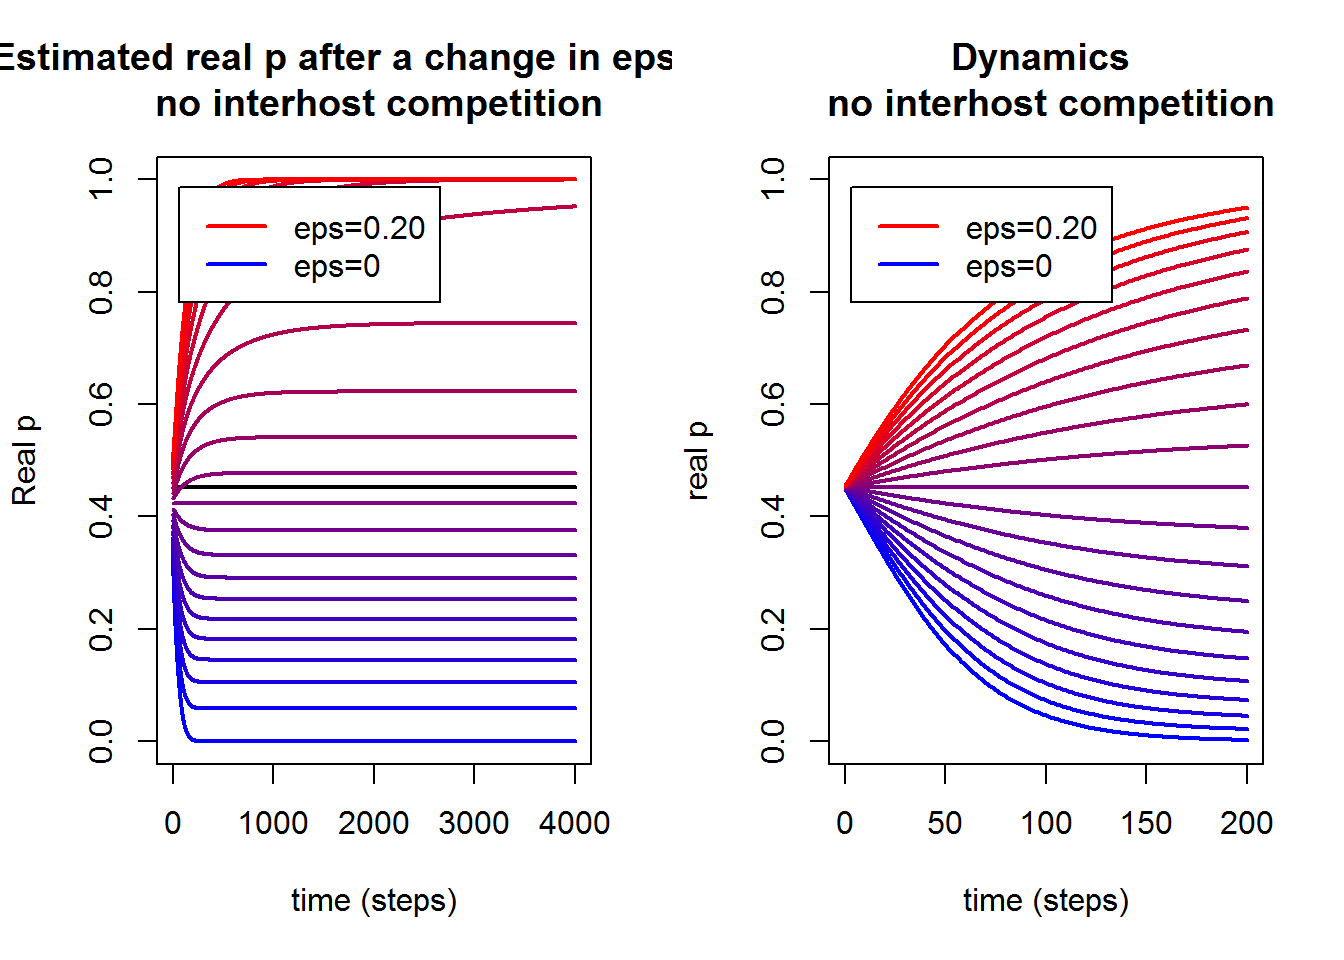 Estimated real p after a change in eps
no interhost competition
Real p
1.0
0.8
0.6
0.4
0.2
0.0
eps=0.20
eps=0
0 1000 2000 3000 4000
time (steps)
Dynamics
no interhost competition
real p
1.0
0.8
0.6
0.4
0.2
0.0
eps=0.20
eps=0
0 50 100 150 200
time (steps)